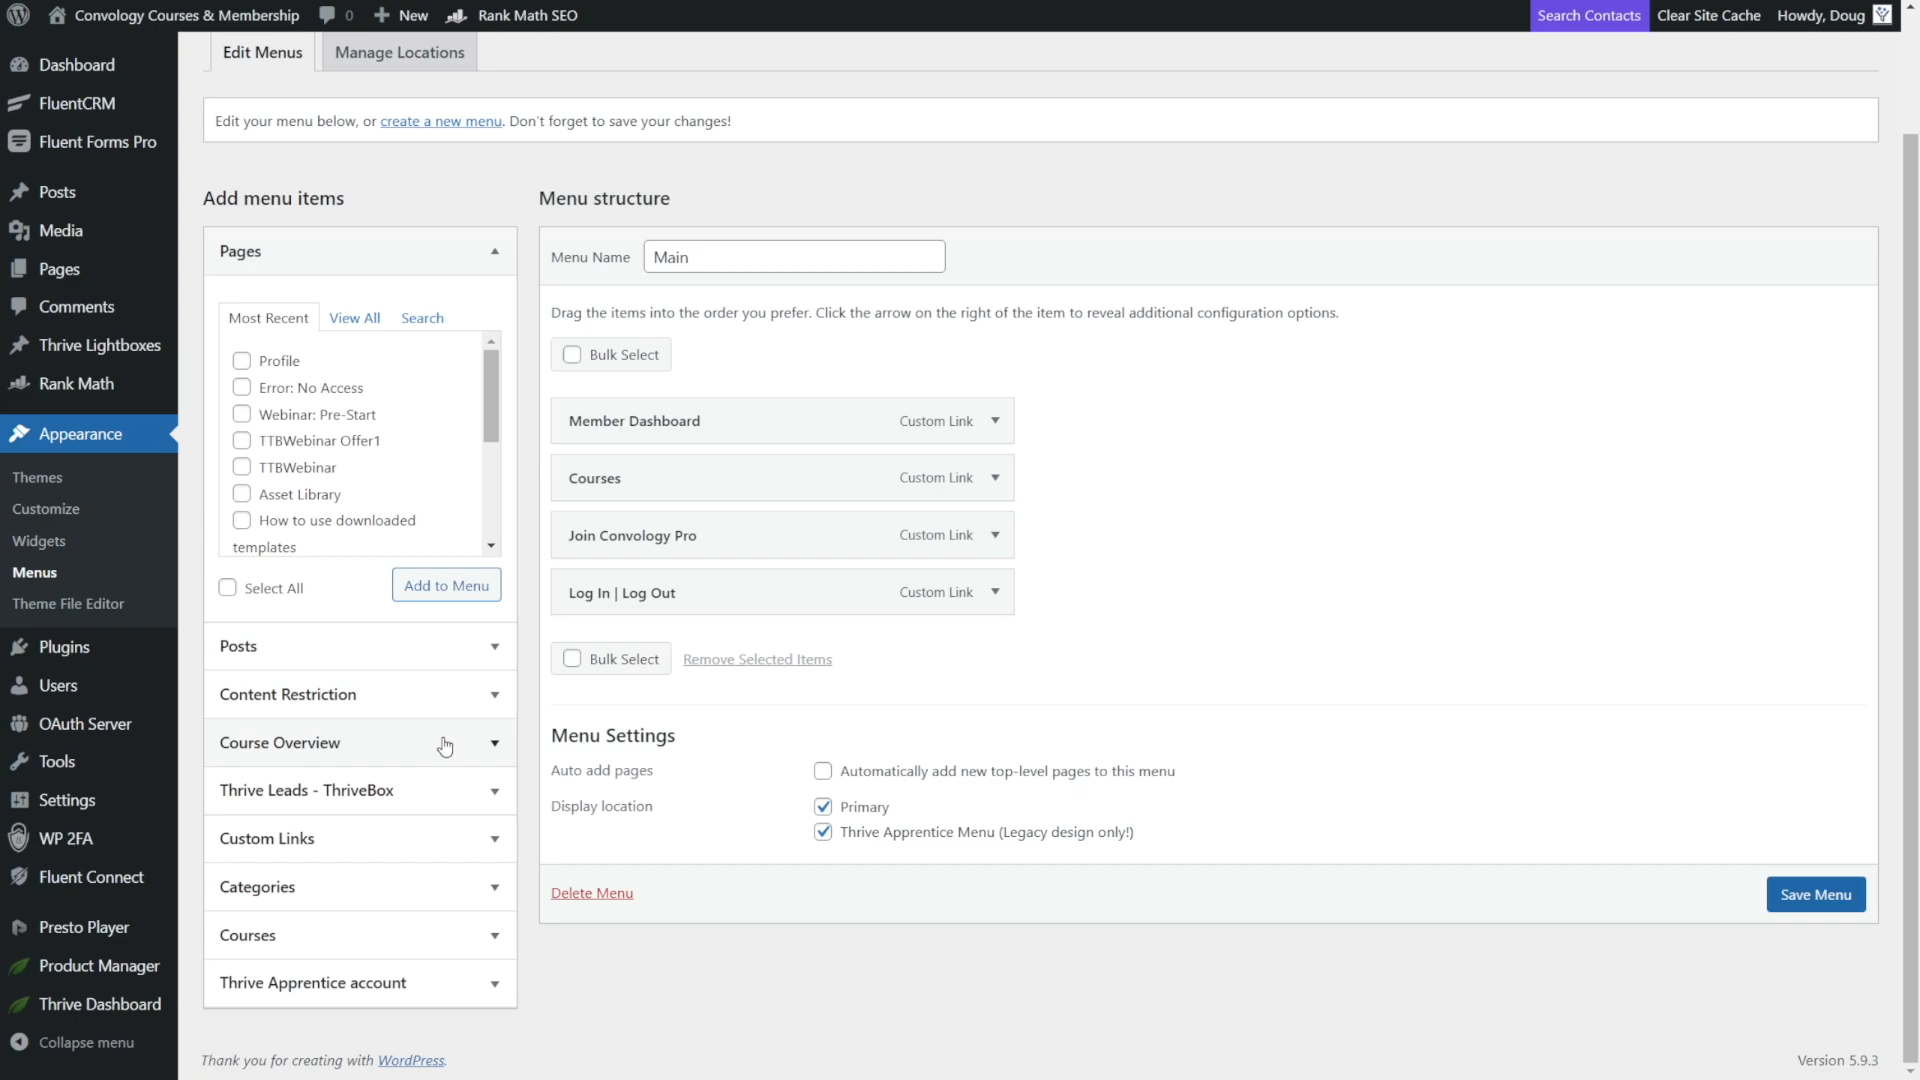 Convology Courses & Membership 0 New Rank Math SEO Search Contacts Clear Site Cache Howdy, Doug
Dashboard
FluentCRM
Fluent Forms Pro
Posts
Media
Pages
Comments
Thrive Lightboxes
Rank Math
Appearance
Themes
Customize
Widgets
Menus
Theme File Editor
Plugins
Users
OAuth Server
Tools
Settings
WP 2FA
Fluent Connect
Presto Player
Product Manager
Thrive Dashboard
Collapse menu
Edit Menus Manage Locations
Edit your menu below, or create a new menu. Don't forget to save your changes!
Add menu items
Pages
Most Recent View All Search
Profile
Error: No Access
Webinar: Pre-Start
TTBWebinar Offer1
TTBWebinar
Asset Library
How to use downloaded
templates
Select All Add to Menu
Posts
Content Restriction
Course Overview
Thrive Leads - ThriveBox
Custom Links
Categories
Courses
Thrive Apprentice account
Menu structure
Menu Name Main
Drag the items into the order you prefer. Click the arrow on the right of the item to reveal additional configuration options.
Bulk Select
Member Dashboard Custom Link
Courses Custom Link
Join Convology Pro Custom Link
Log In | Log Out Custom Link
Bulk Select Remove Selected Items
Menu Settings
Auto add pages Automatically add new top-level pages to this menu
Display location Primary
Thrive Apprentice Menu (Legacy design only!)
Delete Menu Save Menu
Thank you for creating with WordPress. Version 5.9.3